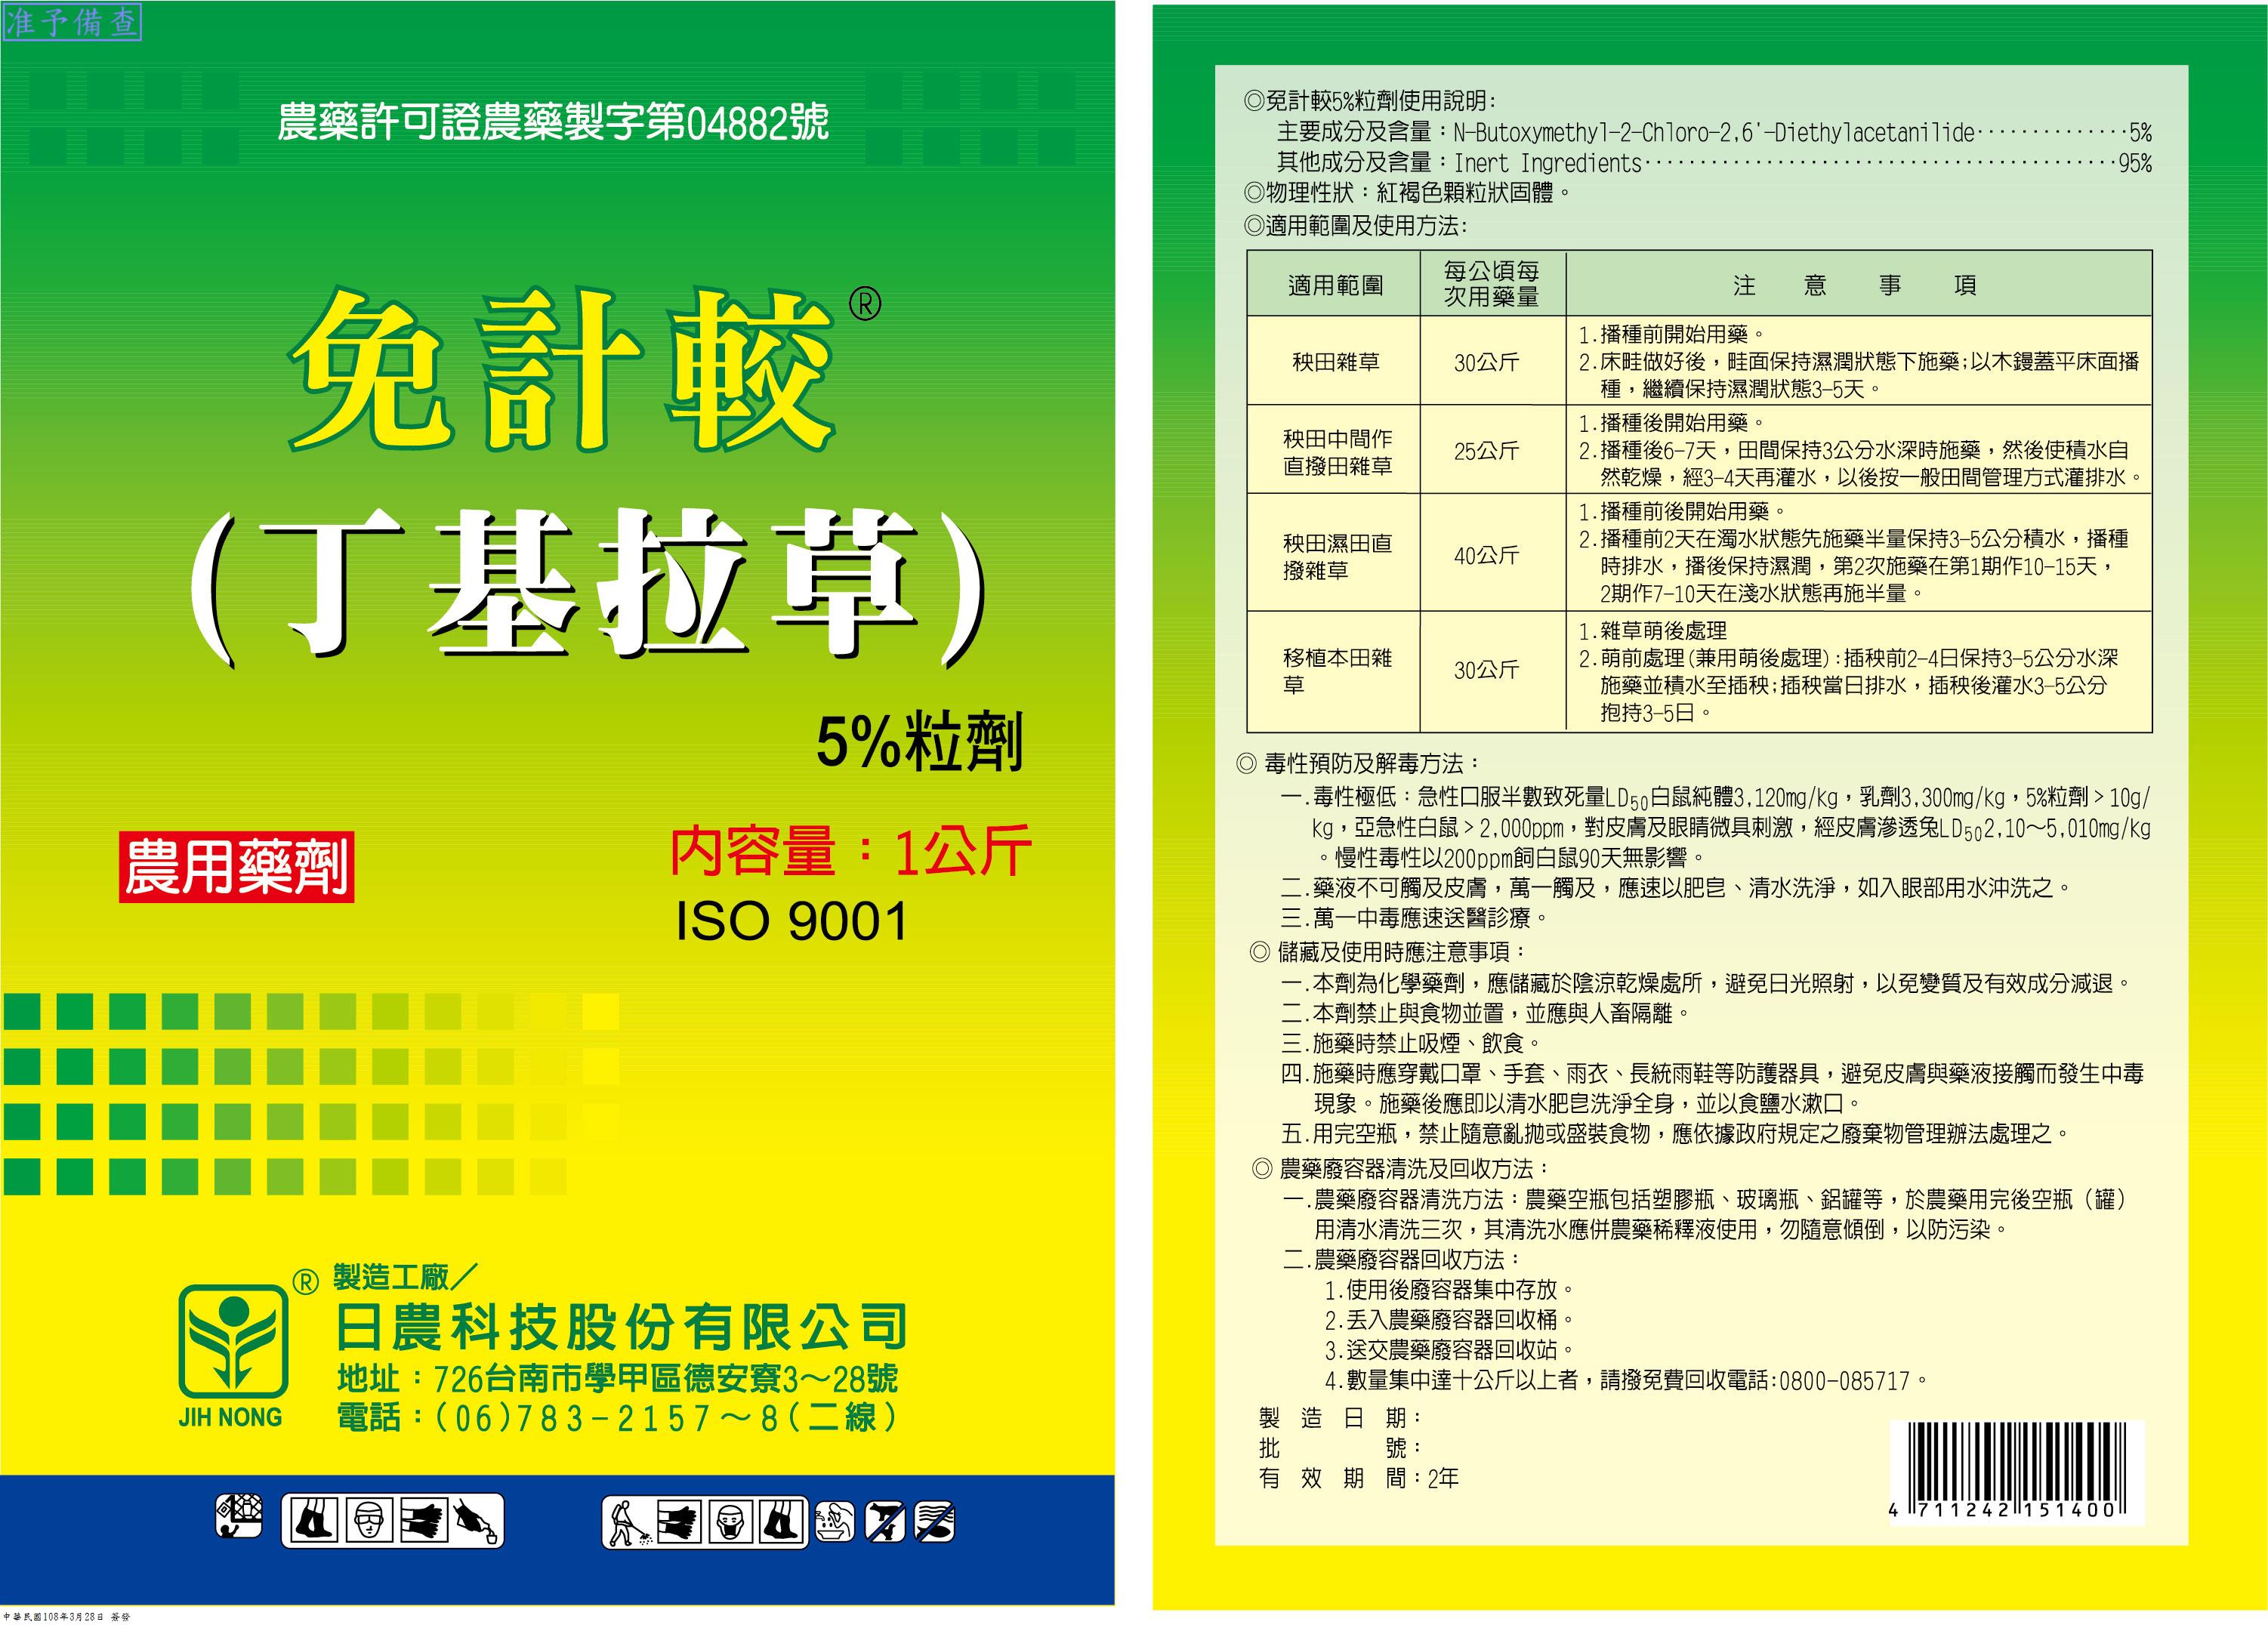 准予備查
農藥許可證農藥製字第04882號
免計較®
(丁基拉草)
5%粒劑
農用藥劑
内容量：1公斤
ISO 9001
® 製造工廠／
日農科技股份有限公司
地址：726台南市學甲區德安寮3～28號
JIH NONG
電話：(06)783-2157～8(二線)
中華民國108年3月28日 簽發
◎免計較5%粒劑使用說明:
主要成分及含量：N-Butoxymethyl-2-Chloro-2,6'-Diethylacetanilide··············5%
其他成分及含量：Inert Ingredients···········································95%
◎物理性狀：紅褐色顆粒狀固體。
◎適用範圍及使用方法:
適用範圍
每公頃每
次用藥量
注 意 事 項
秧田雜草
30公斤
1.播種前開始用藥。
2.床畦做好後，畦面保持濕潤狀態下施藥;以木鏝蓋平床面播
種，繼續保持濕潤狀態3-5天。
秧田中間作
直撥田雜草
25公斤
1.播種後開始用藥。
2.播種後6-7天，田間保持3公分水深時施藥，然後使積水自
然乾燥，經3-4天再灌水，以後按一般田間管理方式灌排水。
秧田濕田直
撥雜草
40公斤
1.播種前後開始用藥。
2.播種前2天在濁水狀態先施藥半量保持3-5公分積水，播種
時排水，播後保持濕潤，第2次施藥在第1期作10-15天，
2期作7-10天在淺水狀態再施半量。
移植本田雜
草
30公斤
1.雜草萌後處理
2.萌前處理(兼用萌後處理):插秧前2-4日保持3-5公分水深
施藥並積水至插秧;插秧當日排水，插秧後灌水3-5公分
抱持3-5日。
◎ 毒性預防及解毒方法：
一.毒性極低：急性口服半數致死量LD50白鼠純體3,120mg/kg，乳劑3,300mg/kg，5%粒劑＞10g/
kg，亞急性白鼠＞2,000ppm，對皮膚及眼睛微具刺激，經皮膚滲透兔LD502,10～5,010mg/kg
。慢性毒性以200ppm飼白鼠90天無影響。
二.藥液不可觸及皮膚，萬一觸及，應速以肥皂、清水洗淨，如入眼部用水沖洗之。
三.萬一中毒應速送醫診療。
◎ 儲藏及使用時應注意事項：
一.本劑為化學藥劑，應儲藏於陰涼乾燥處所，避免日光照射，以免變質及有效成分減退。
二.本劑禁止與食物並置，並應與人畜隔離。
三.施藥時禁止吸煙、飲食。
四.施藥時應穿戴口罩、手套、雨衣、長統雨鞋等防護器具，避免皮膚與藥液接觸而發生中毒
現象。施藥後應即以清水肥皂洗淨全身，並以食鹽水漱口。
五.用完空瓶，禁止隨意亂拋或盛裝食物，應依據政府規定之廢棄物管理辦法處理之。
◎ 農藥廢容器清洗及回收方法：
一.農藥廢容器清洗方法：農藥空瓶包括塑膠瓶、玻璃瓶、鋁罐等，於農藥用完後空瓶（罐）
用清水清洗三次，其清洗水應併農藥稀釋液使用，勿隨意傾倒，以防污染。
二.農藥廢容器回收方法：
1.使用後廢容器集中存放。
2.丟入農藥廢容器回收桶。
3.送交農藥廢容器回收站。
4.數量集中達十公斤以上者，請撥免費回收電話:0800-085717。
製造日期：
批號：
有效期間：2年
4 711242 151400